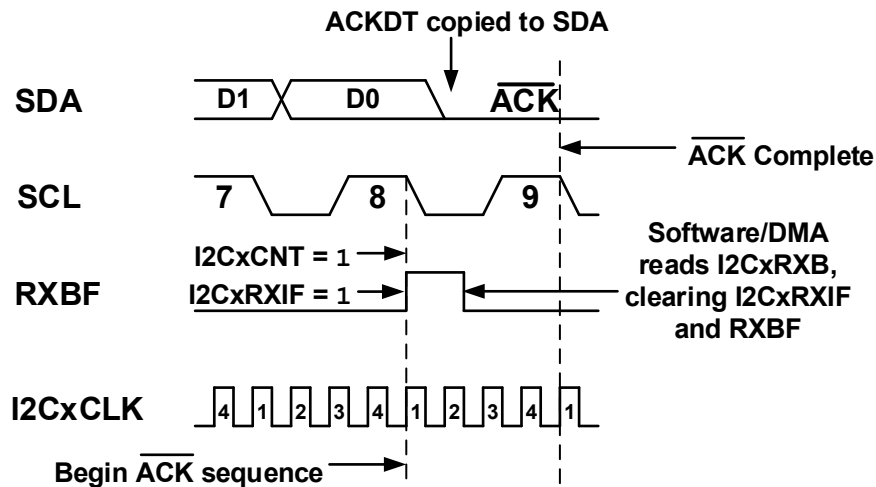 ACKDT copied to SDA
SDA
D1
D0
ACK
ACK Complete
SCL
7
8
9
I2CxCNT = 1
Software/DMA
reads I2CxRXB,
clearing I2CxRXIF
and RXBF
RXBF
I2CxRXIF = 1
I2CxCLK
4 1 2 3 4 1 2 3 4 1
Begin ACK sequence